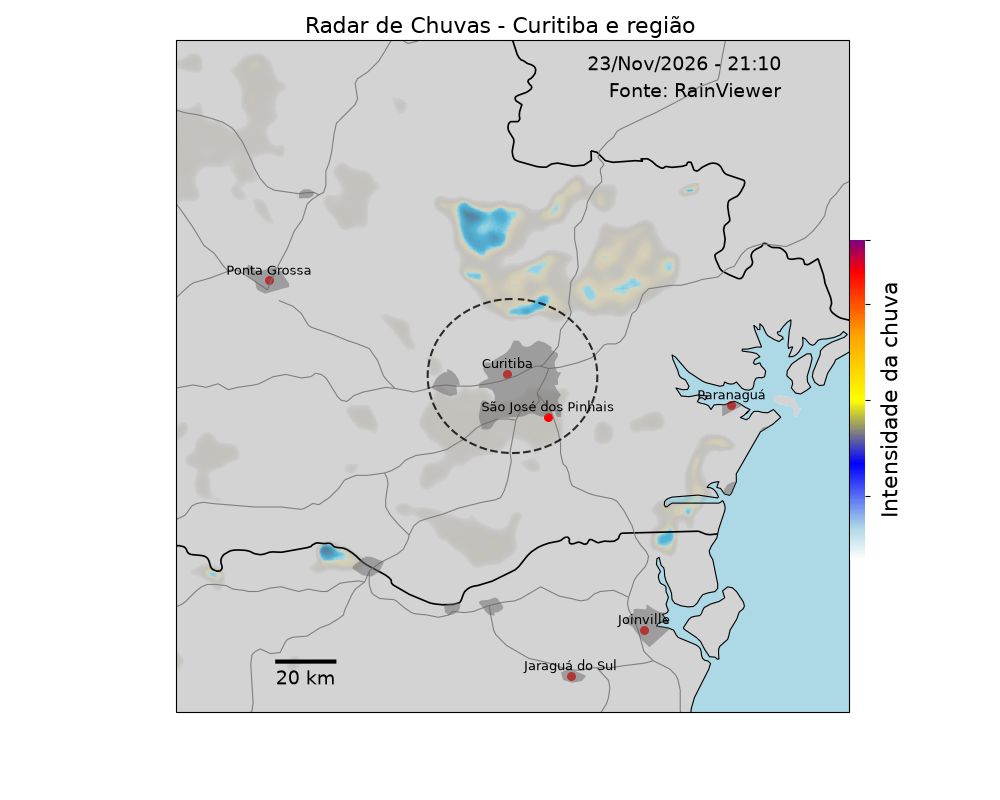 Radar de Chuvas - Curitiba e região
23/Nov/2026 - 21:10
Fonte: RainViewer
Ponta Grossa
Curitiba
São José dos Pinhais
Paranaguá
Joinville
Jaraguá do Sul
20 km
Intensidade da chuva